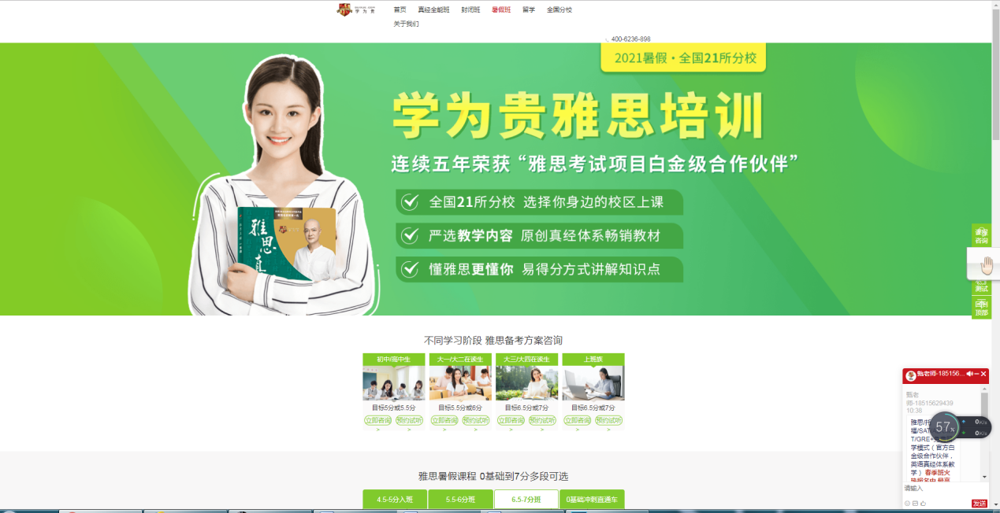 学为贵
首页 真经全能班 封闭班 暑假班 留学 全国分校
关于我们
400-6236-898
2021暑假·全国21所分校
学为贵雅思培训
连续五年荣获“雅思考试项目白金级合作伙伴”
全国21所分校 选择你身边的校区上课
严选教学内容 原创真经体系畅销教材
懂雅思更懂你 易得分方式讲解知识点
雅思真
课程
咨询
测试
回到
顶部
不同学习阶段 雅思备考方案咨询
初中/高中生 大一/大二在读生 大三/大四在读生 上班族
目标5分或5.5分 目标5.5分或6分 目标6.5分或7分 目标6.5分或7分
立即咨询 预约试听 立即咨询 预约试听 立即咨询 预约试听 立即咨询 预约试听
> > > > > > > >
雅思暑假课程 0基础到7分多段可选
4.5-5分入班 5.5-6分班 6.5-7分班 0基础冲刺直通车
甄老师-185156...
甄老
师-18515629439
10:38
雅思/托
福/SA
T/GRE+
学模式（官方白
金级合作伙伴，
英语真经体系教
学）春季班火
热报名中
57%
0K/s
0K/s
请输入
发送